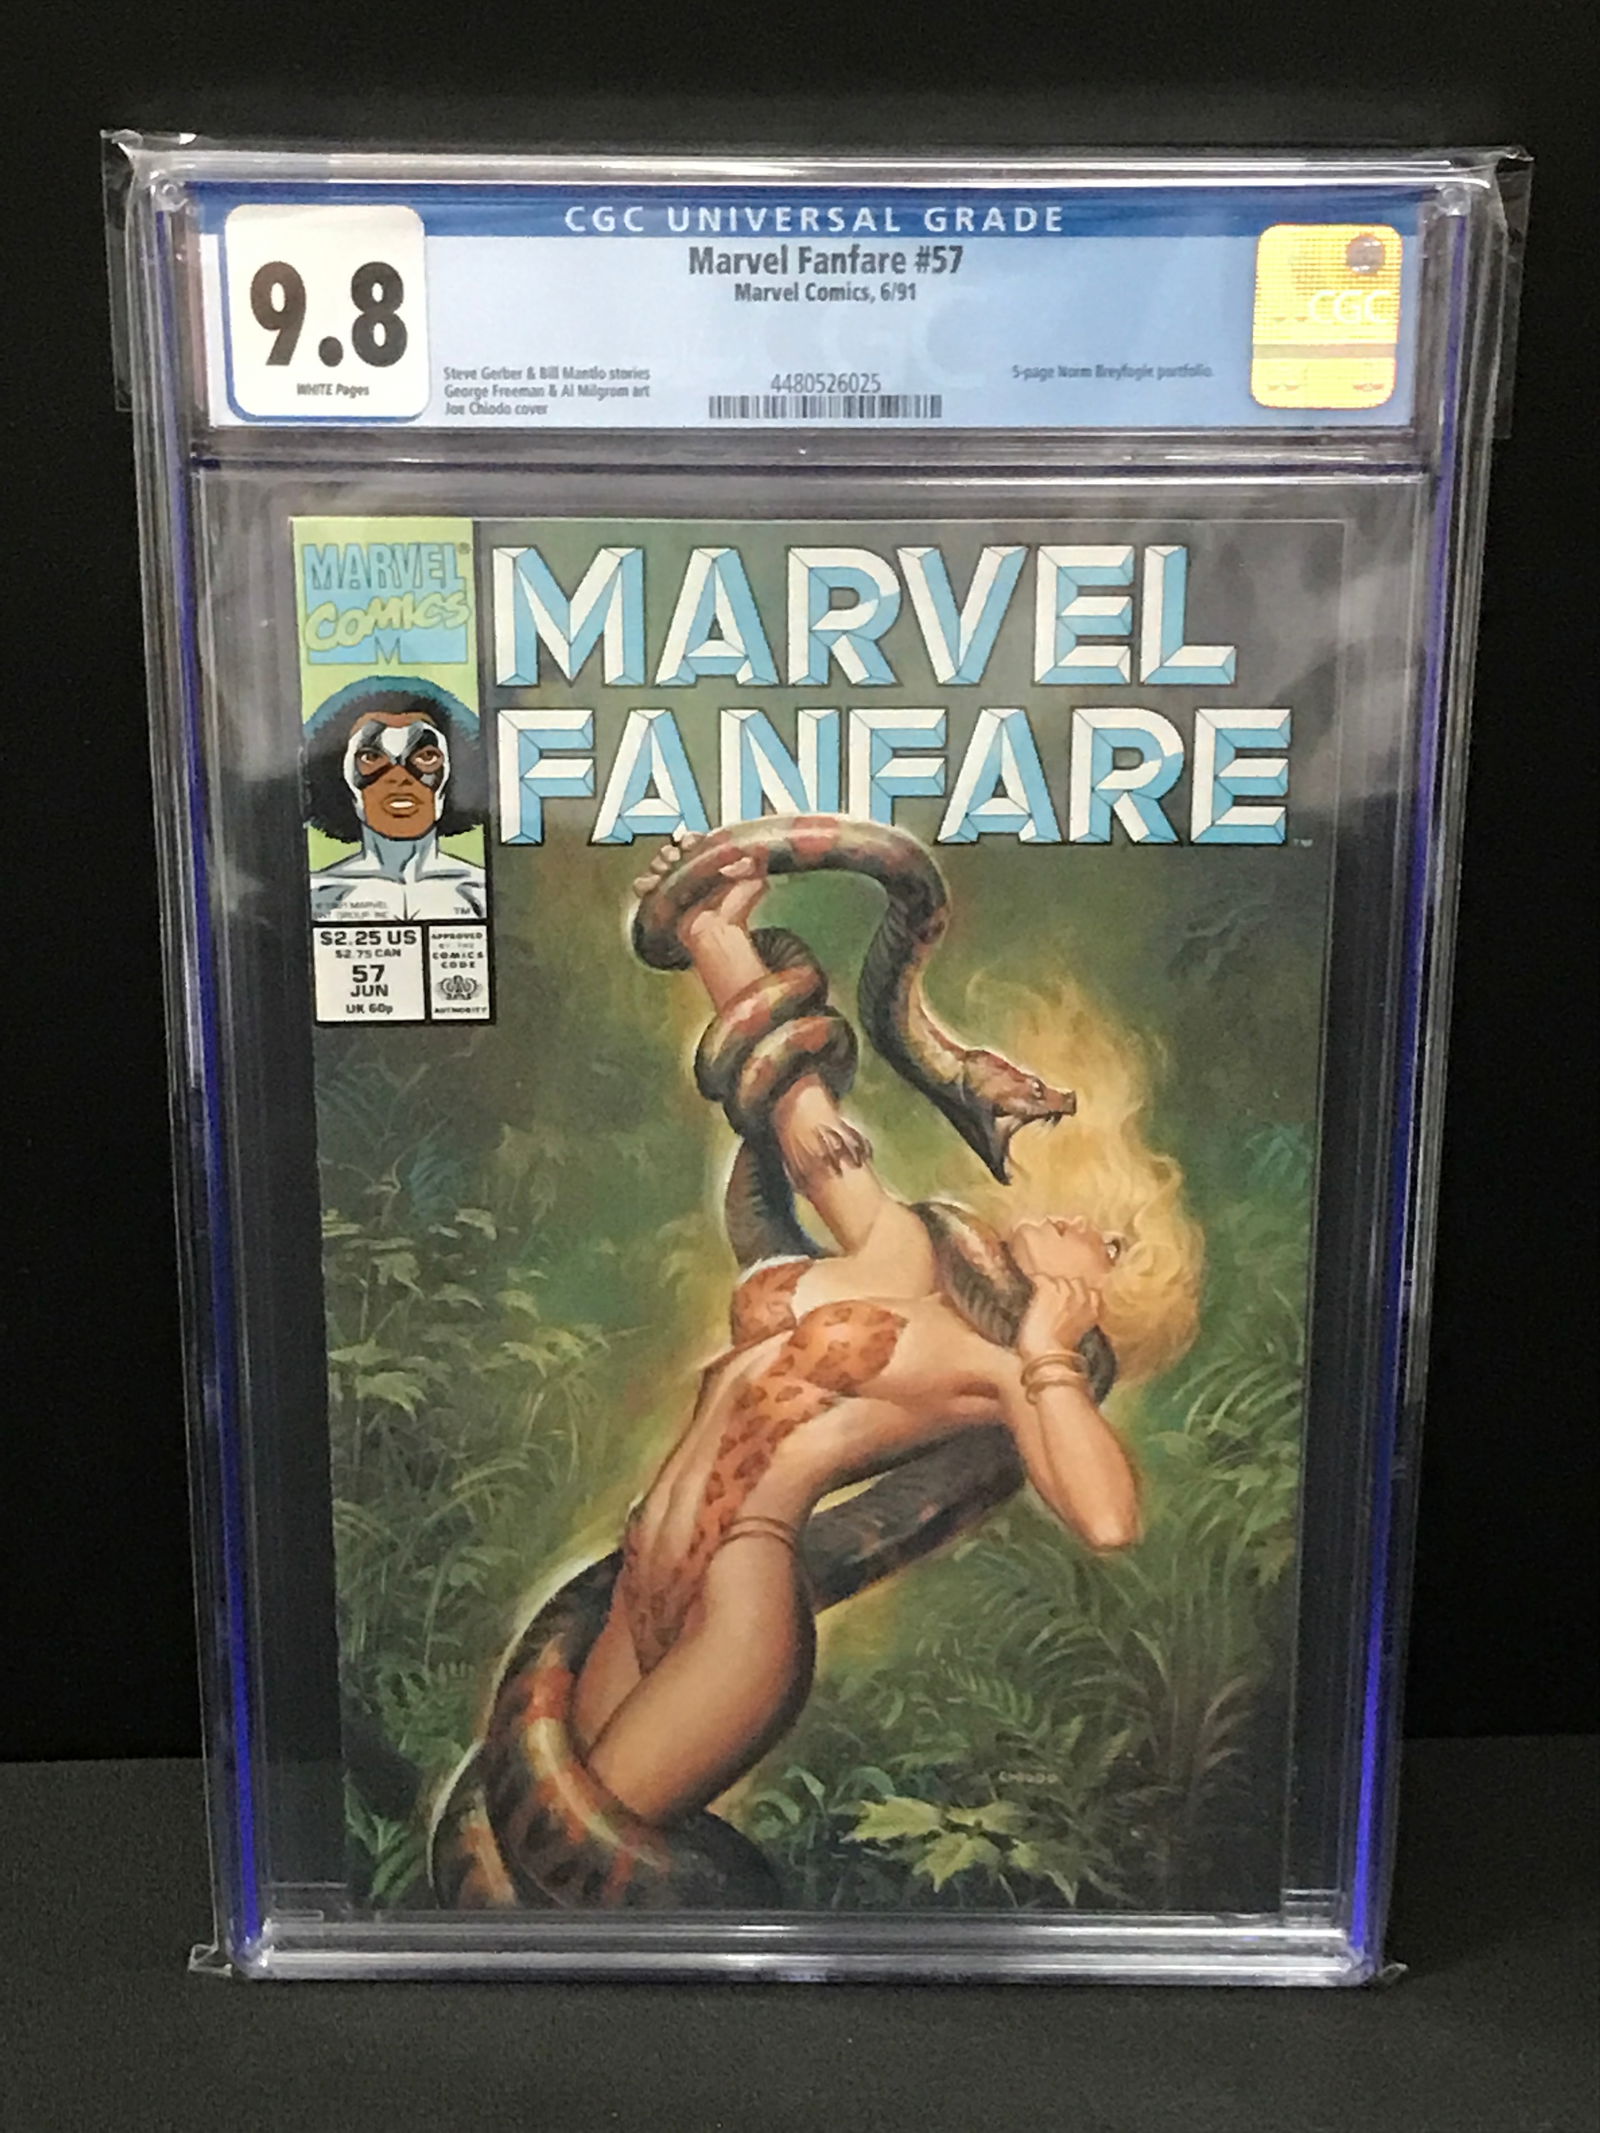 CGC UNIVERSAL GRADE
9.8
WHITE Pages
Marvel Fanfare #57
Marvel Comics, 6/91
Steve Gerber & Bill Mantlo stories
George Freeman & Al Milgrom art
Joe Chiodo cover
4480526025
5-page Norm Breyfogle portfolio.
CGC
MARVEL®
COMICS
M
MARVEL
FANFARE
TM
MARVEL
TM
$2.25 US
$2.75 CAN
57
JUN
UK 60p
APPROVED
BY THE
COMICS
CODE
AUTHORITY
CHIODO